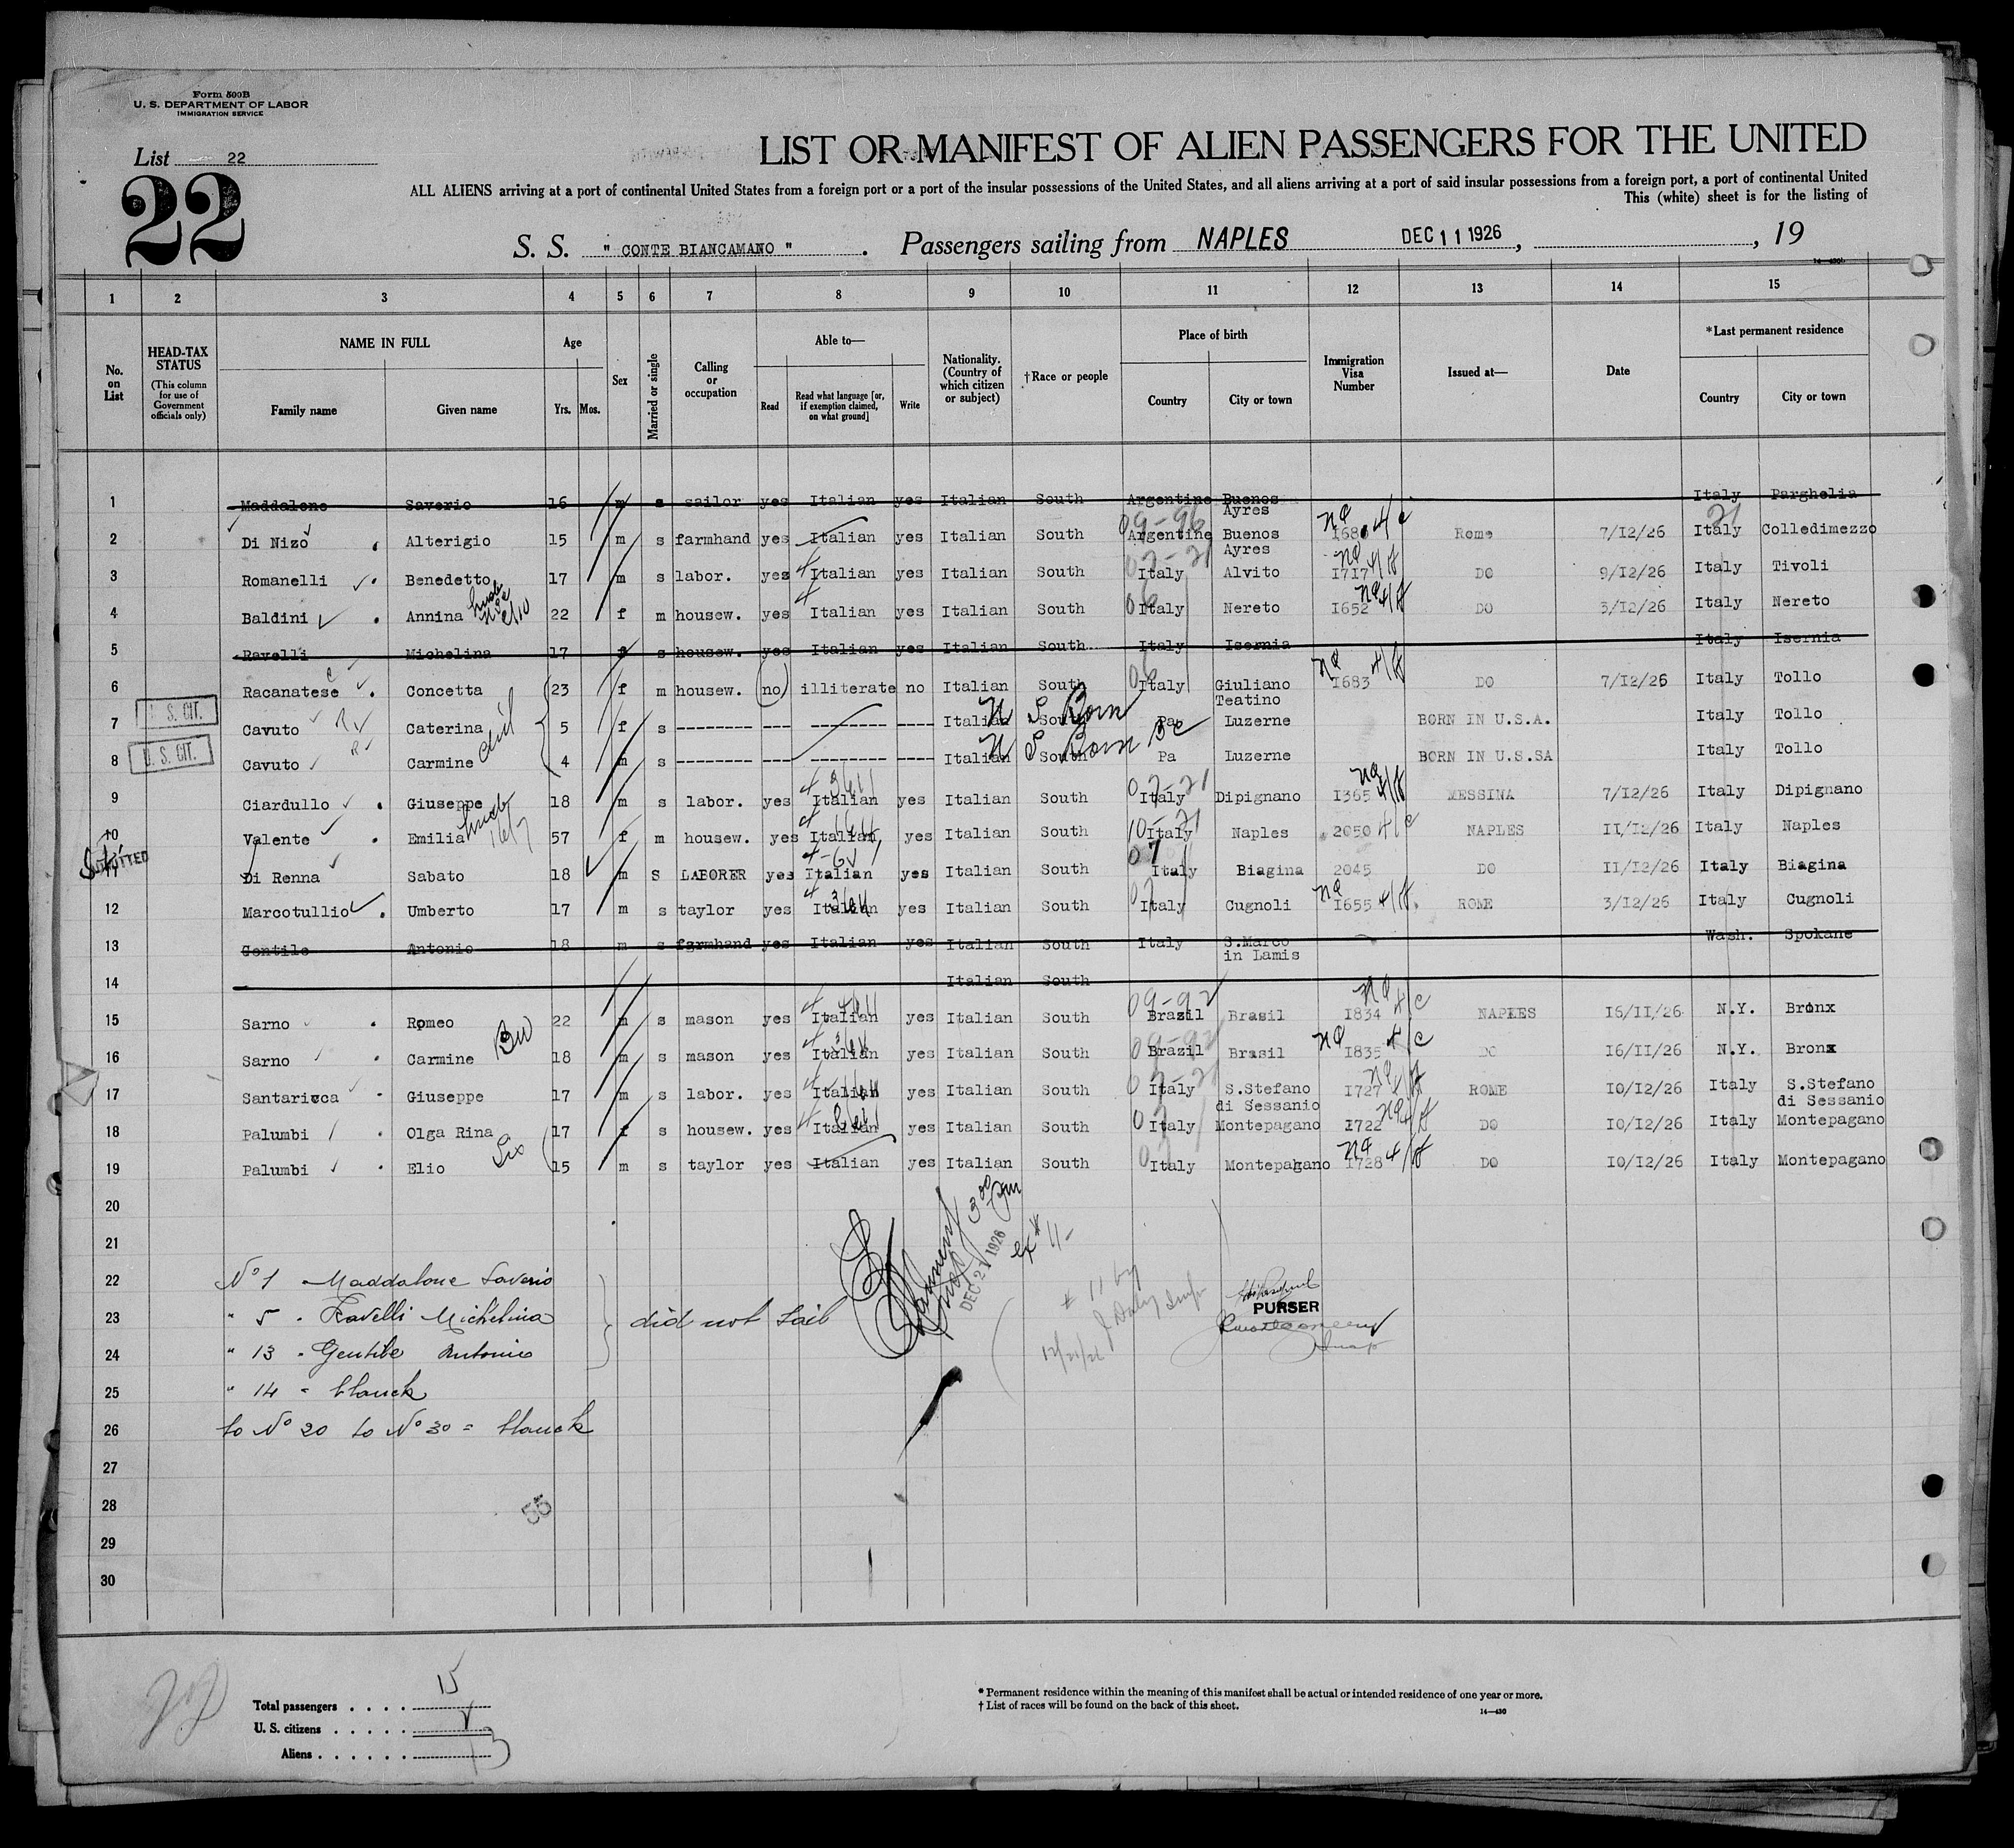 Form 500B
U. S. DEPARTMENT OF LABOR
IMMIGRATION SERVICE
List 22
22
LIST OR MANIFEST OF ALIEN PASSENGERS FOR THE UNITED
ALL ALIENS arriving at a port of continental United States from a foreign port or a port of the insular possessions of the United States, and all aliens arriving at a port of said insular possessions from a foreign port, a port of continental United
This (white) sheet is for the listing of
S. S. " CONTE BIANCAMANO ". Passengers sailing from NAPLES DEC 11 1926, , 19
1 2 3 4 5 6 7 8 9 10 11 12 13 14 15
No. on List
HEAD-TAX STATUS (This column for use of Government officials only)
NAME IN FULL Family name Given name
Age Yrs. Mos.
Sex
Married or single
Calling or occupation
Able to— Read Read what language [or, if exemption claimed, on what ground] Write
Nationality. (Country of which citizen or subject)
†Race or people
Place of birth Country City or town
Immigration Visa Number
Issued at—
Date
*Last permanent residence Country City or town
1 Maddalone Saverio 16 m s sailor yes Italian yes Italian South Argentine Buenos Ayres Italy Parghelia
2 Di Nizo Alterigio 15 m s farmhand yes Italian yes Italian South Argentine Buenos Ayres Rome 7/12/26 Italy Colledimezzo
3 Romanelli Benedetto 17 m s labor. yes Italian yes Italian South Italy Alvito 1717 DO 9/12/26 Italy Tivoli
4 Baldini Annina 22 f m housew. yes Italian yes Italian South Italy Nereto 1652 DO 3/12/26 Italy Nereto
5 Ravelli Michelina 17 f s housew. yes Italian yes Italian South Italy Isernia Italy Isernia
6 Racanatese Concetta 23 f m housew. no illiterate no Italian South Italy Giuliano Teatino 1683 DO 7/12/26 Italy Tollo
U. S. CIT.
7 Cavuto Caterina 5 f s -------- --- -------- ---- Italian South U S Born Pa Luzerne BORN IN U.S.A. Italy Tollo
U. S. CIT.
8 Cavuto Carmine 4 m s -------- --- -------- ---- Italian South U S Born Pa Luzerne BORN IN U.S.SA Italy Tollo
9 Ciardullo Giuseppe 18 m s labor. yes Italian yes Italian South Italy Dipignano 1365 MESSINA 7/12/26 Italy Dipignano
10 Valente Emilia 57 f m housew. yes Italian yes Italian South Italy Naples 2050 NAPLES 11/12/26 Italy Naples
ADMITTED
11 Di Renna Sabato 18 m S LABORER yes Italian yes Italian South Italy Biagina 2045 DO 11/12/26 Italy Biagina
12 Marcotullio Umberto 17 m s taylor yes Italian yes Italian South Italy Cugnoli 1655 ROME 3/12/26 Italy Cugnoli
13 Gentile Antonio 18 m s farmhand yes Italian yes Italian South Italy S.Marco in Lamis Wash. Spokane
14 Italian South
15 Sarno Romeo 22 m s mason yes Italian yes Italian South Brazil Brasil 1834 NAPLES 16/11/26 N.Y. Bronx
16 Sarno Carmine 18 m s mason yes Italian yes Italian South Brazil Brasil 1835 DO 16/11/26 N.Y. Bronx
17 Santaricca Giuseppe 17 m s labor. yes Italian yes Italian South Italy S.Stefano di Sessanio 1727 ROME 10/12/26 Italy S.Stefano di Sessanio
18 Palumbi Olga Rina 17 f s housew. yes Italian yes Italian South Italy Montepagano 1722 DO 10/12/26 Italy Montepagano
19 Palumbi Elio 15 m s taylor yes Italian yes Italian South Italy Montepagano 1728 DO 10/12/26 Italy Montepagano
20
21
22 No 1 - Maddalone Saverio
23 " 5 - Ravelli Michelina did not sail
24 " 13 - Gentile Antonio
25 " 14 - blanck
26 to No 20 to No 30 = blanck
27
28
29
30
DEC 21 1926
PURSER
55
Total passengers . . . . 15
U. S. citizens . . . . . 2
Aliens . . . . . . 13
* Permanent residence within the meaning of this manifest shall be actual or intended residence of one year or more.
† List of races will be found on the back of this sheet.
14—430